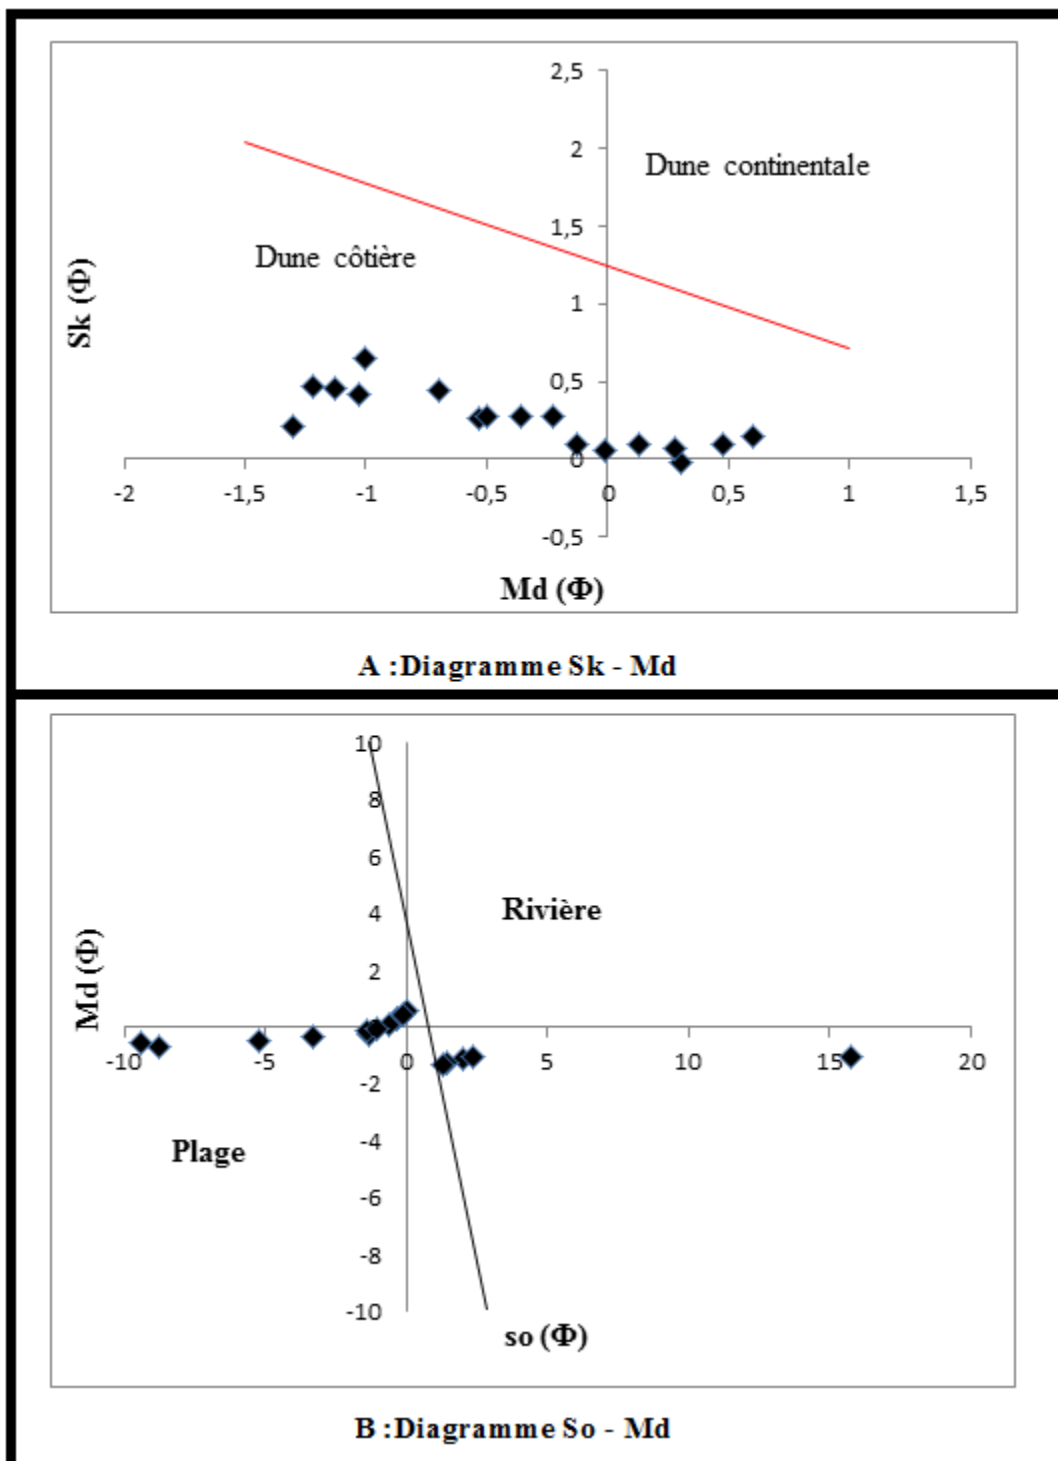 2,5
2
Dune continentale
1,5
Dune côtière
1
Sk (Φ)
0,5
0
-2 -1,5 -1 -0,5 0 0,5 1 1,5
-0,5
Md (Φ)
A :Diagramme Sk - Md
10
8
6
4
Rivière
2
Md (Φ)
-10 -5 0 5 10 15 20
-2
-4
Plage
-6
-8
-10
so (Φ)
B :Diagramme So - Md